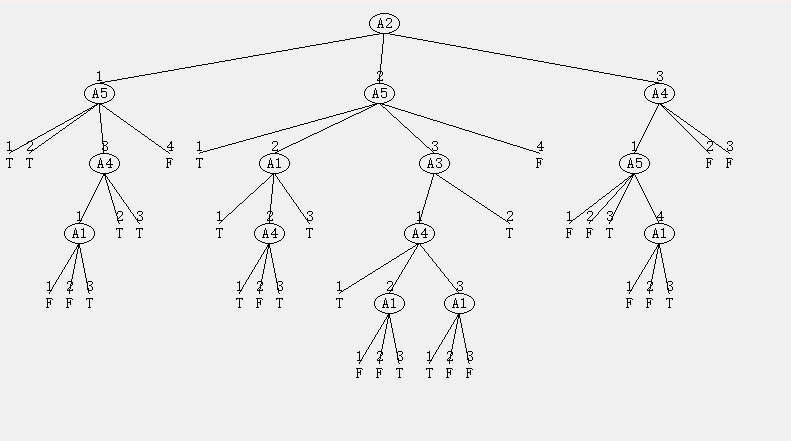 A2
1 2 3
A5 A5 A4
1 2 3 4 1 2 3 4 1 2 3
T T A4 F T A1 A3 F A5 F F
1 2 3 1 2 3 1 2 1 2 3 4
A1 T T T A4 T A4 T F F T A1
1 2 3 1 2 3 1 2 3 1 2 3
F F T T F T T A1 A1 F F T
1 2 3 1 2 3
F F T T F F